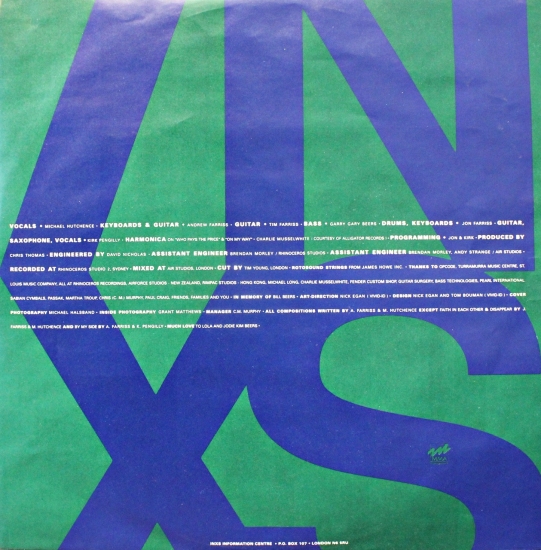 INXS
VOCALS • MICHAEL HUTCHENCE • KEYBOARDS & GUITAR • ANDREW FARRISS • GUITAR • TIM FARRISS • BASS • GARRY GARY BEERS • DRUMS, KEYBOARDS • JON FARRISS • GUITAR,
SAXOPHONE, VOCALS • KIRK PENGILLY • HARMONICA ON "WHO PAYS THE PRICE" & "ON MY WAY" • CHARLIE MUSSELWHITE ( COURTESY OF ALLIGATOR RECORDS ) • PROGRAMMING • JON & KIRK • PRODUCED BY
CHRIS THOMAS • ENGINEERED BY DAVID NICHOLAS • ASSISTANT ENGINEER BRENDAN MORLEY / RHINOCEROS STUDIOS • ASSISTANT ENGINEER BRENDAN MORLEY, ANDY STRANGE / AIR STUDIOS •
RECORDED AT RHINOCEROS STUDIO 2, SYDNEY • MIXED AT AIR STUDIOS, LONDON • CUT BY TIM YOUNG, LONDON • ROTOSOUND STRINGS FROM JAMES HOWE INC. • THANKS TO OPCODE, TURRAMURRA MUSIC CENTRE, ST.
LOUIS MUSIC COMPANY, ALL AT RHINOCEROS RECORDINGS, AIRFORCE STUDIOS - NEW ZEALAND, RINFINC STUDIOS - HONG KONG, MICHAEL LONG, CHARLIE MUSSELWHITE, FENDER CUSTOM SHOP, GUITAR SURGERY, BASS TECHNOLOGIES, PEARL INTERNATIONAL,
SABIAN CYMBALS, MARTHA TROUP, CHRIS (C. M.) MURPHY, PAUL CRAIG, FRIENDS, FAMILIES AND YOU • IN MEMORY OF BILL BEERS • ART-DIRECTION NICK EGAN ( VIVID-ID ) • DESIGN NICK EGAN AND TOM BOUMAN ( VIVID-ID ) • COVER
PHOTOGRAPHY MICHAEL HALSBAND • INSIDE PHOTOGRAPHY GRANT MATTHEWS • MANAGER C.M. MURPHY • ALL COMPOSITIONS WRITTEN BY A. FARRISS & M. HUTCHENCE EXCEPT FAITH IN EACH OTHER & DISAPPEAR BY J.
FARRISS & M. HUTCHENCE AND BY MY SIDE BY A. FARRISS & K. PENGILLY • MUCH LOVE TO LOLA AND JODIE KIM BEERS •
INXS INFORMATION CENTRE • P.O. BOX 107 • LONDON N6 5RU